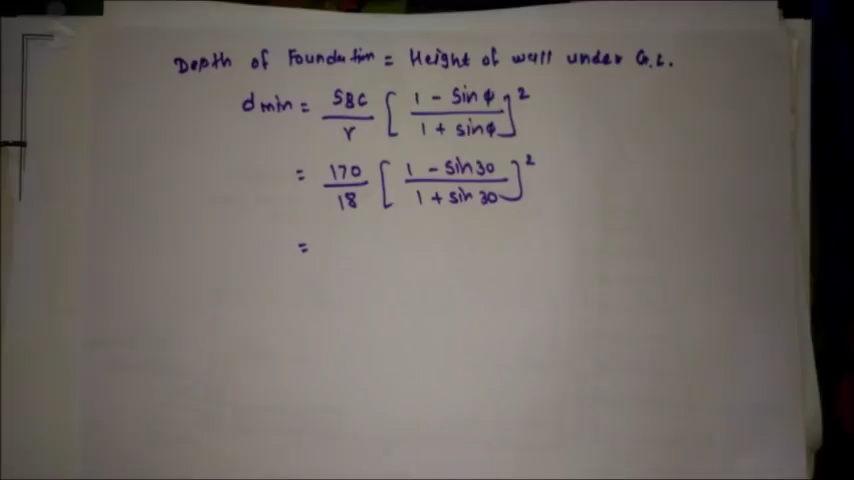 Depth of Foundation = Height of wall under G.L.
dmin = SBC / r [ 1 - Sin φ / 1 + sin φ ]²
= 170 / 18 [ 1 - Sin 30 / 1 + sin 30 ]²
=